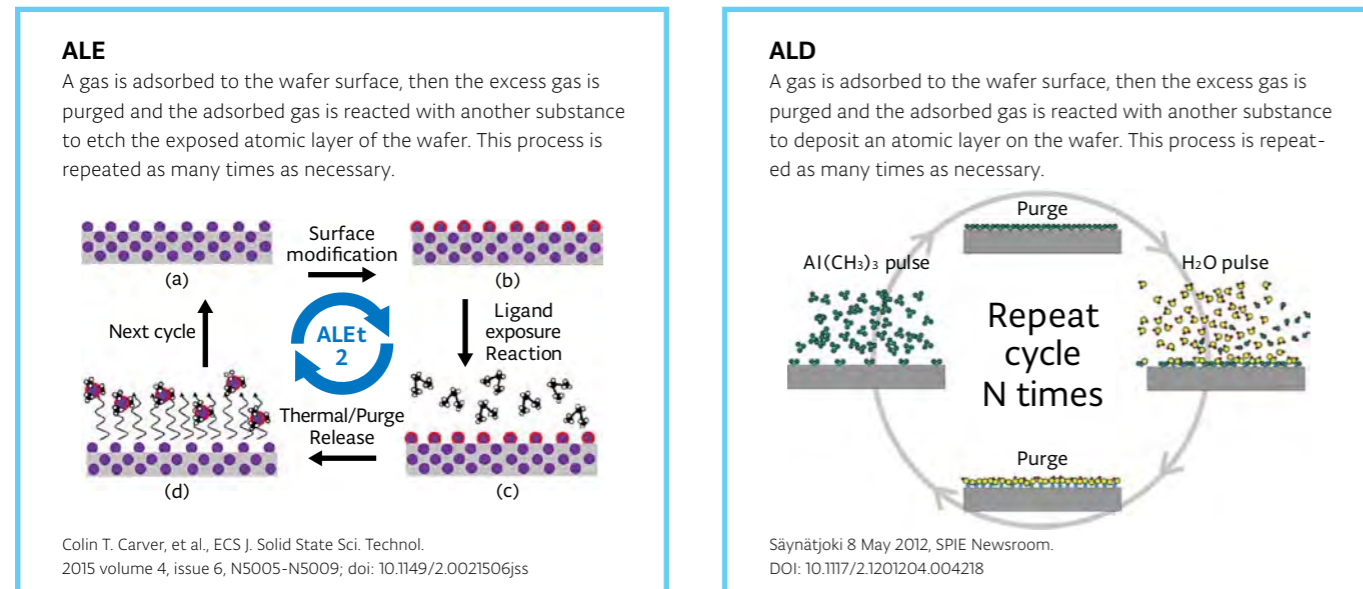 ALE
A gas is adsorbed to the wafer surface, then the excess gas is
purged and the adsorbed gas is reacted with another substance
to etch the exposed atomic layer of the wafer. This process is
repeated as many times as necessary.
Surface
modification
(a)
(b)
Next cycle
ALEt
2
Ligand
exposure
Reaction
Thermal/Purge
Release
(d)
(c)
Colin T. Carver, et al., ECS J. Solid State Sci. Technol.
2015 volume 4, issue 6, N5005-N5009; doi: 10.1149/2.0021506jss
ALD
A gas is adsorbed to the wafer surface, then the excess gas is
purged and the adsorbed gas is reacted with another substance
to deposit an atomic layer on the wafer. This process is repeat-
ed as many times as necessary.
Purge
Al(CH₃)₃ pulse
H₂O pulse
Repeat
cycle
N times
Purge
Säynätjoki 8 May 2012, SPIE Newsroom.
DOI: 10.1117/2.1201204.004218